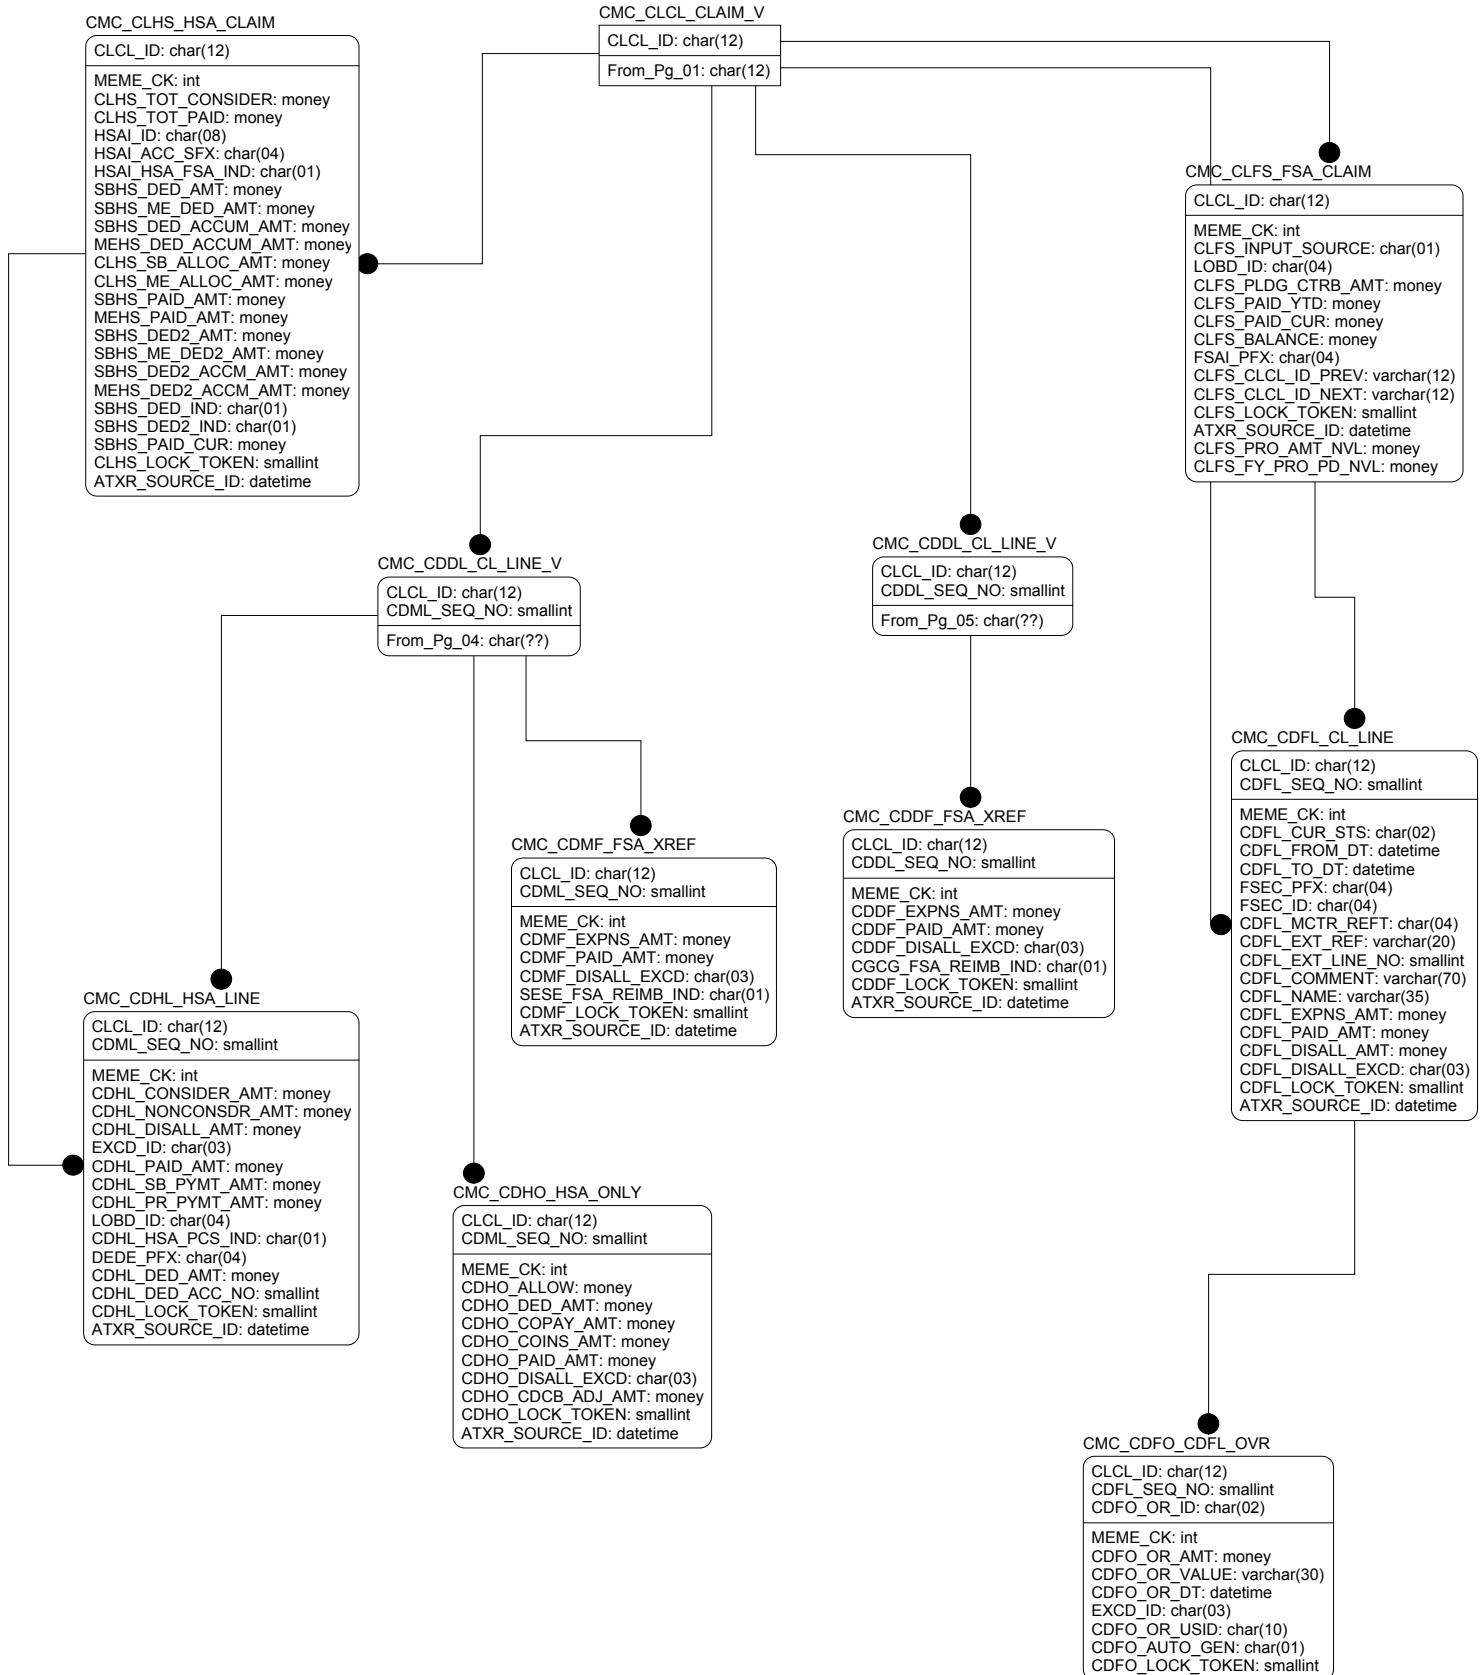 CMC_CLHS_HSA_CLAIM
CLCL_ID: char(12)
MEME_CK: int
CLHS_TOT_CONSIDER: money
CLHS_TOT_PAID: money
HSAI_ID: char(08)
HSAI_ACC_SFX: char(04)
HSAI_HSA_FSA_IND: char(01)
SBHS_DED_AMT: money
SBHS_ME_DED_AMT: money
SBHS_DED_ACCUM_AMT: money
MEHS_DED_ACCUM_AMT: money
CLHS_SB_ALLOC_AMT: money
CLHS_ME_ALLOC_AMT: money
SBHS_PAID_AMT: money
MEHS_PAID_AMT: money
SBHS_DED2_AMT: money
SBHS_ME_DED2_AMT: money
SBHS_DED2_ACCM_AMT: money
MEHS_DED2_ACCM_AMT: money
SBHS_DED_IND: char(01)
SBHS_DED2_IND: char(01)
SBHS_PAID_CUR: money
CLHS_LOCK_TOKEN: smallint
ATXR_SOURCE_ID: datetime
CMC_CLCL_CLAIM_V
CLCL_ID: char(12)
From_Pg_01: char(12)
CMC_CLFS_FSA_CLAIM
CLCL_ID: char(12)
MEME_CK: int
CLFS_INPUT_SOURCE: char(01)
LOBD_ID: char(04)
CLFS_PLDG_CTRB_AMT: money
CLFS_PAID_YTD: money
CLFS_PAID_CUR: money
CLFS_BALANCE: money
FSAI_PFX: char(04)
CLFS_CLCL_ID_PREV: varchar(12)
CLFS_CLCL_ID_NEXT: varchar(12)
CLFS_LOCK_TOKEN: smallint
ATXR_SOURCE_ID: datetime
CLFS_PRO_AMT_NVL: money
CLFS_FY_PRO_PD_NVL: money
CMC_CDDL_CL_LINE_V
CLCL_ID: char(12)
CDML_SEQ_NO: smallint
From_Pg_04: char(??)
CMC_CDDL_CL_LINE_V
CLCL_ID: char(12)
CDDL_SEQ_NO: smallint
From_Pg_05: char(??)
CMC_CDFL_CL_LINE
CLCL_ID: char(12)
CDFL_SEQ_NO: smallint
MEME_CK: int
CDFL_CUR_STS: char(02)
CDFL_FROM_DT: datetime
CDFL_TO_DT: datetime
FSEC_PFX: char(04)
FSEC_ID: char(04)
CDFL_MCTR_REFT: char(04)
CDFL_EXT_REF: varchar(20)
CDFL_EXT_LINE_NO: smallint
CDFL_COMMENT: varchar(70)
CDFL_NAME: varchar(35)
CDFL_EXPNS_AMT: money
CDFL_PAID_AMT: money
CDFL_DISALL_AMT: money
CDFL_DISALL_EXCD: char(03)
CDFL_LOCK_TOKEN: smallint
ATXR_SOURCE_ID: datetime
CMC_CDMF_FSA_XREF
CLCL_ID: char(12)
CDML_SEQ_NO: smallint
MEME_CK: int
CDMF_EXPNS_AMT: money
CDMF_PAID_AMT: money
CDMF_DISALL_EXCD: char(03)
SESE_FSA_REIMB_IND: char(01)
CDMF_LOCK_TOKEN: smallint
ATXR_SOURCE_ID: datetime
CMC_CDDF_FSA_XREF
CLCL_ID: char(12)
CDDL_SEQ_NO: smallint
MEME_CK: int
CDDF_EXPNS_AMT: money
CDDF_PAID_AMT: money
CDDF_DISALL_EXCD: char(03)
CGCG_FSA_REIMB_IND: char(01)
CDDF_LOCK_TOKEN: smallint
ATXR_SOURCE_ID: datetime
CMC_CDHL_HSA_LINE
CLCL_ID: char(12)
CDML_SEQ_NO: smallint
MEME_CK: int
CDHL_CONSIDER_AMT: money
CDHL_NONCONSDR_AMT: money
CDHL_DISALL_AMT: money
EXCD_ID: char(03)
CDHL_PAID_AMT: money
CDHL_SB_PYMT_AMT: money
CDHL_PR_PYMT_AMT: money
LOBD_ID: char(04)
CDHL_HSA_PCS_IND: char(01)
DEDE_PFX: char(04)
CDHL_DED_AMT: money
CDHL_DED_ACC_NO: smallint
CDHL_LOCK_TOKEN: smallint
ATXR_SOURCE_ID: datetime
CMC_CDHO_HSA_ONLY
CLCL_ID: char(12)
CDML_SEQ_NO: smallint
MEME_CK: int
CDHO_ALLOW: money
CDHO_DED_AMT: money
CDHO_COPAY_AMT: money
CDHO_COINS_AMT: money
CDHO_PAID_AMT: money
CDHO_DISALL_EXCD: char(03)
CDHO_CDCB_ADJ_AMT: money
CDHO_LOCK_TOKEN: smallint
ATXR_SOURCE_ID: datetime
CMC_CDFO_CDFL_OVR
CLCL_ID: char(12)
CDFL_SEQ_NO: smallint
CDFO_OR_ID: char(02)
MEME_CK: int
CDFO_OR_AMT: money
CDFO_OR_VALUE: varchar(30)
CDFO_OR_DT: datetime
EXCD_ID: char(03)
CDFO_OR_USID: char(10)
CDFO_AUTO_GEN: char(01)
CDFO_LOCK_TOKEN: smallint